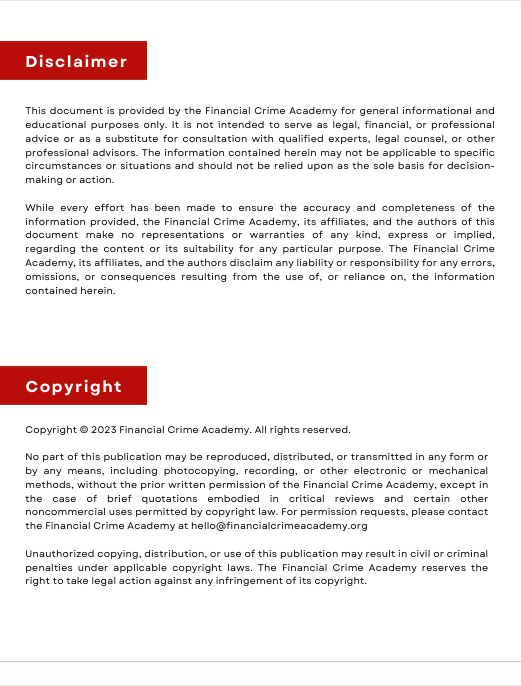 Disclaimer
This document is provided by the Financial Crime Academy for general informational and
educational purposes only. It is not intended to serve as legal, financial, or professional
advice or as a substitute for consultation with qualified experts, legal counsel, or other
professional advisors. The information contained herein may not be applicable to specific
circumstances or situations and should not be relied upon as the sole basis for decision-
making or action.
While every effort has been made to ensure the accuracy and completeness of the
information provided, the Financial Crime Academy, its affiliates, and the authors of this
document make no representations or warranties of any kind, express or implied,
regarding the content or its suitability for any particular purpose. The Financial Crime
Academy, its affiliates, and the authors disclaim any liability or responsibility for any errors,
omissions, or consequences resulting from the use of, or reliance on, the information
contained herein.
Copyright
Copyright © 2023 Financial Crime Academy. All rights reserved.
No part of this publication may be reproduced, distributed, or transmitted in any form or
by any means, including photocopying, recording, or other electronic or mechanical
methods, without the prior written permission of the Financial Crime Academy, except in
the case of brief quotations embodied in critical reviews and certain other
noncommercial uses permitted by copyright law. For permission requests, please contact
the Financial Crime Academy at hello@financialcrimeacademy.org
Unauthorized copying, distribution, or use of this publication may result in civil or criminal
penalties under applicable copyright laws. The Financial Crime Academy reserves the
right to take legal action against any infringement of its copyright.